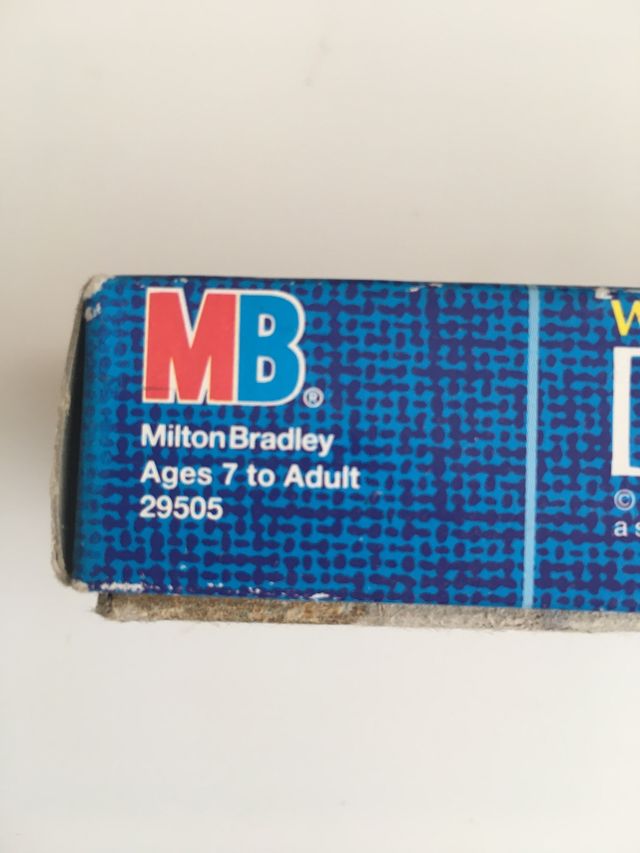 MB®
Milton Bradley
Ages 7 to Adult
29505
W
©
a s